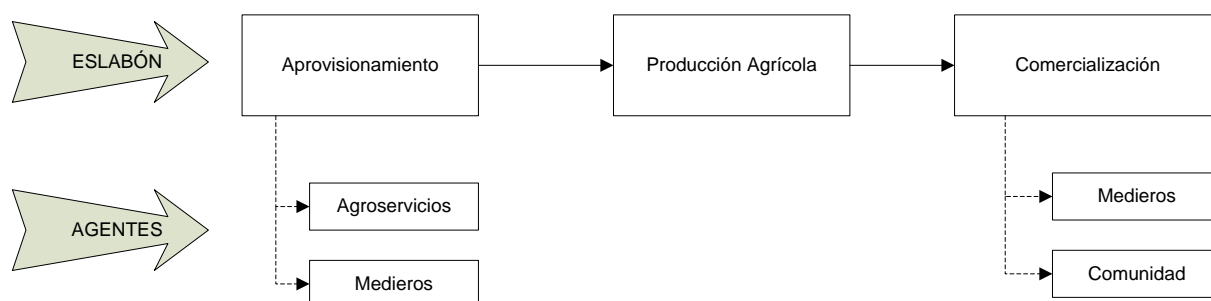 ESLABÓN
Aprovisionamiento
Producción Agrícola
Comercialización
AGENTES
Agroservicios
Medieros
Medieros
Comunidad